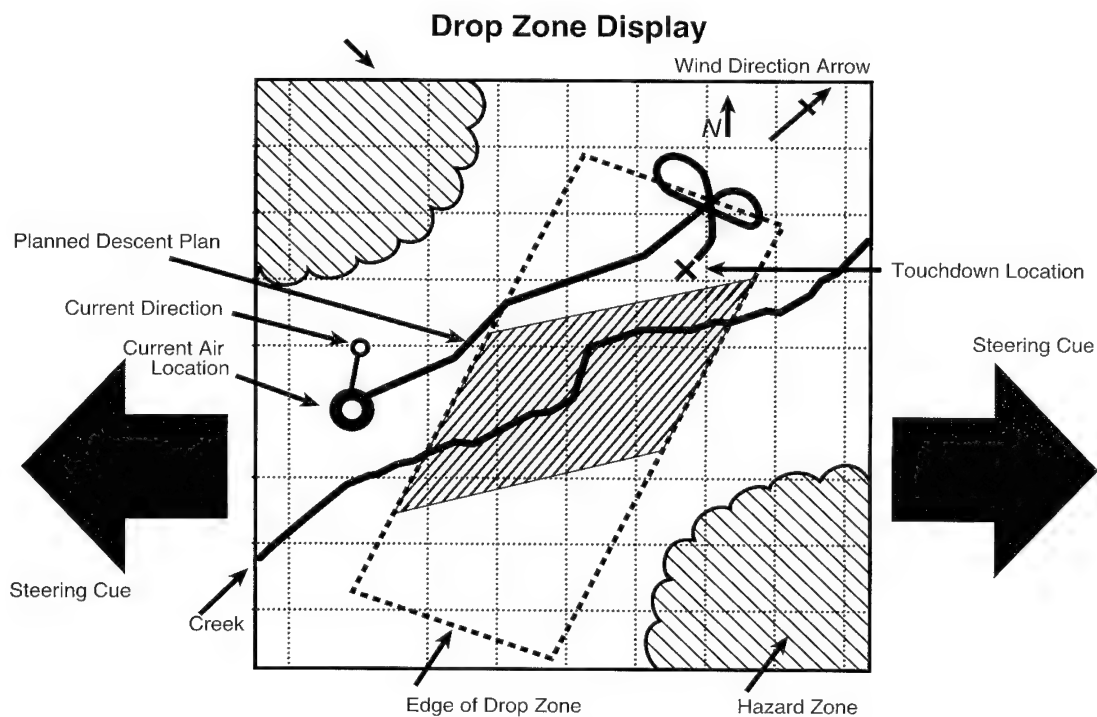 Drop Zone Display
Wind Direction Arrow
N
Planned Descent Plan
Touchdown Location
Current Direction
Current Air
Location
Steering Cue
Steering Cue
Creek
Edge of Drop Zone
Hazard Zone